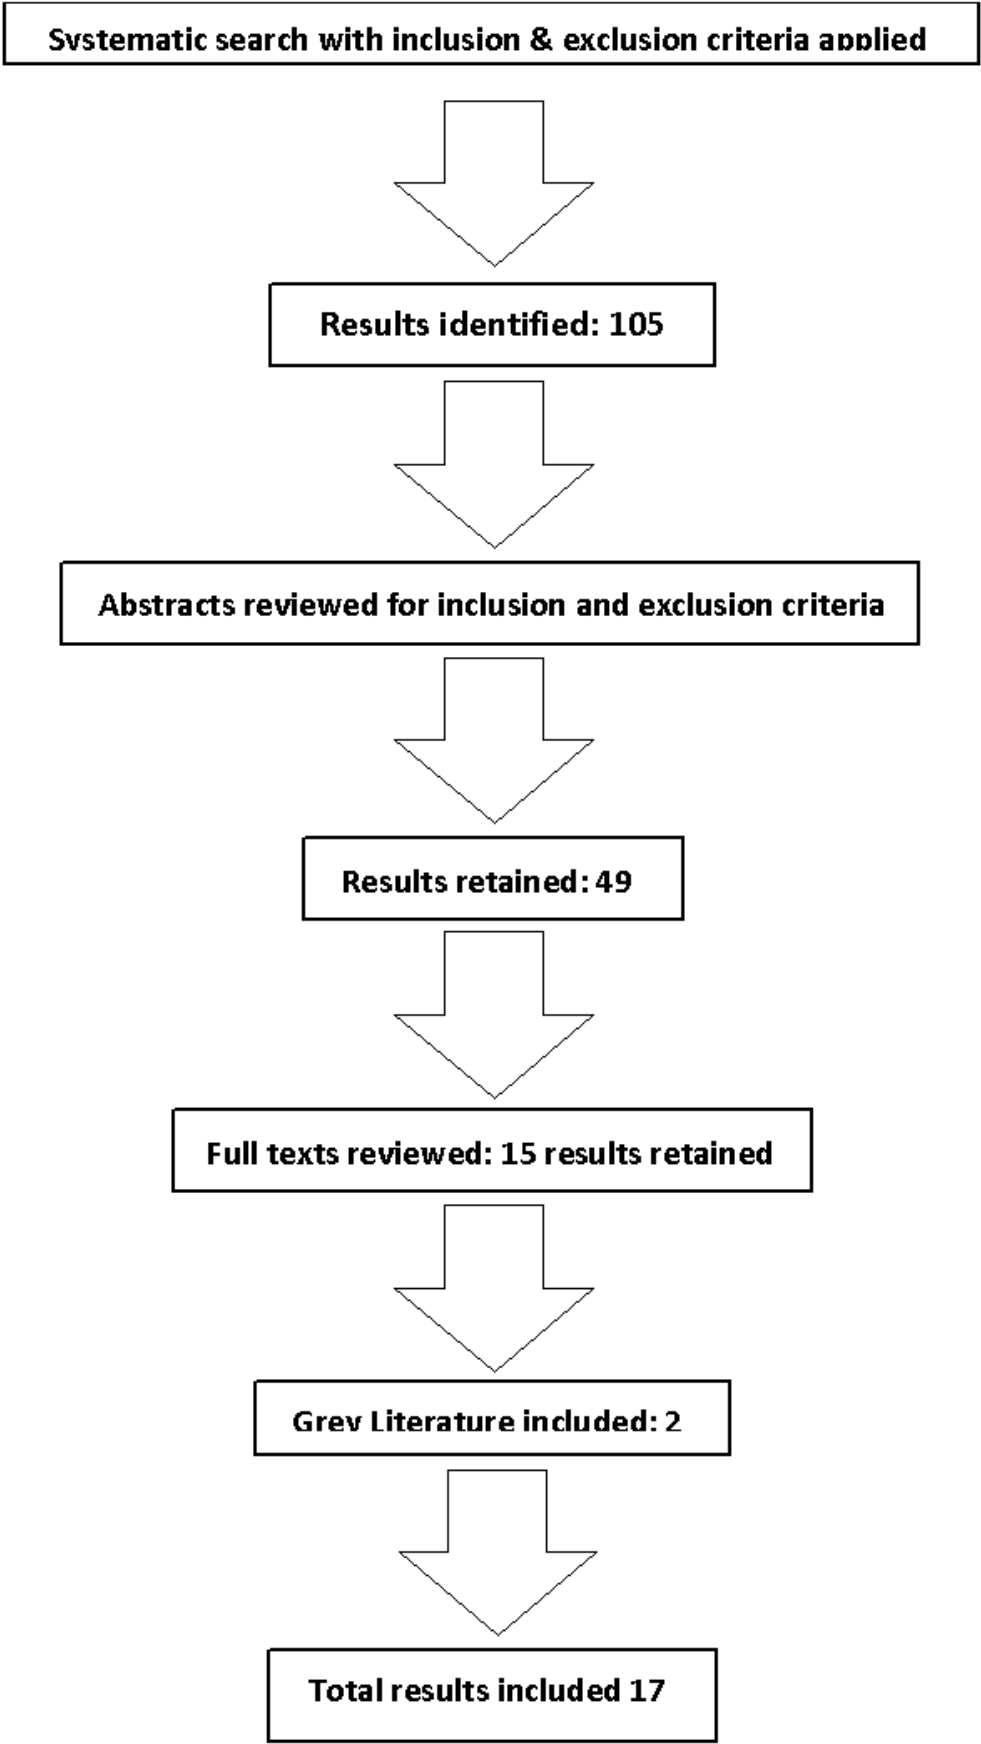 Systematic search with inclusion & exclusion criteria applied
Results identified: 105
Abstracts reviewed for inclusion and exclusion criteria
Results retained: 49
Full texts reviewed: 15 results retained
Grey Literature included: 2
Total results included 17